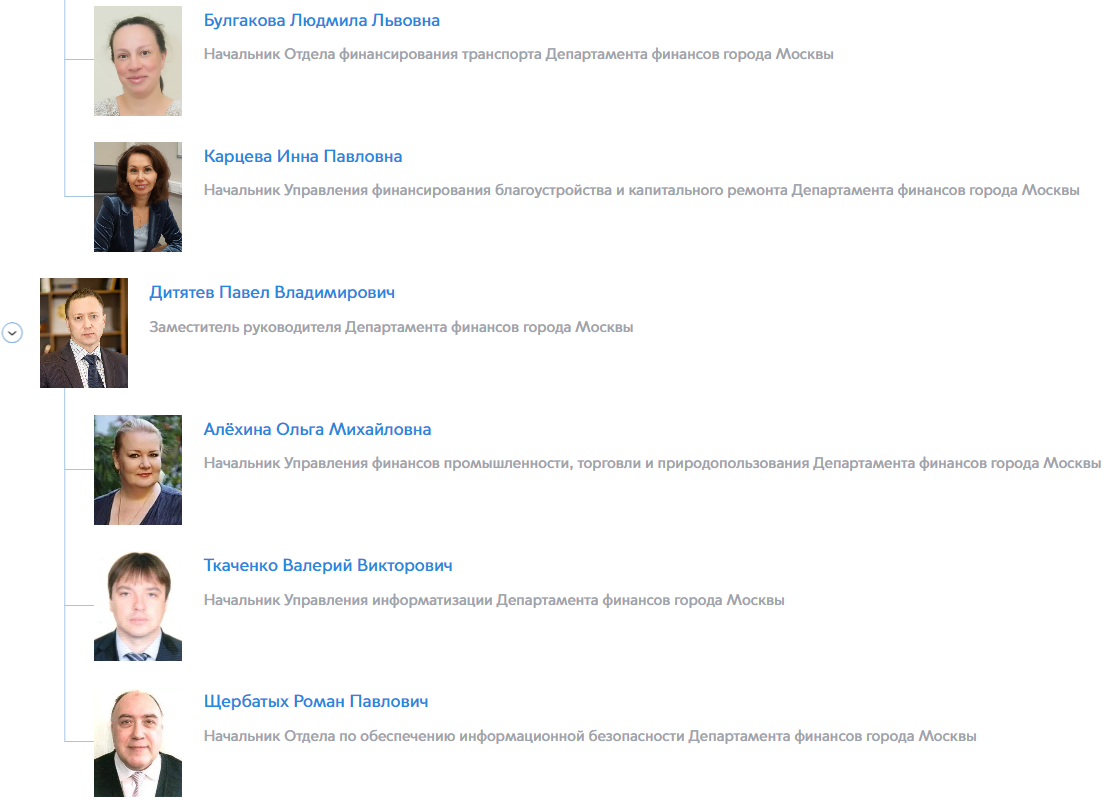 Булгакова Людмила Львовна
Начальник Отдела финансирования транспорта Департамента финансов города Москвы
Карцева Инна Павловна
Начальник Управления финансирования благоустройства и капитального ремонта Департамента финансов города Москвы
Дитятев Павел Владимирович
Заместитель руководителя Департамента финансов города Москвы
Алёхина Ольга Михайловна
Начальник Управления финансов промышленности, торговли и природопользования Департамента финансов города Москвы
Ткаченко Валерий Викторович
Начальник Управления информатизации Департамента финансов города Москвы
Щербатых Роман Павлович
Начальник Отдела по обеспечению информационной безопасности Департамента финансов города Москвы